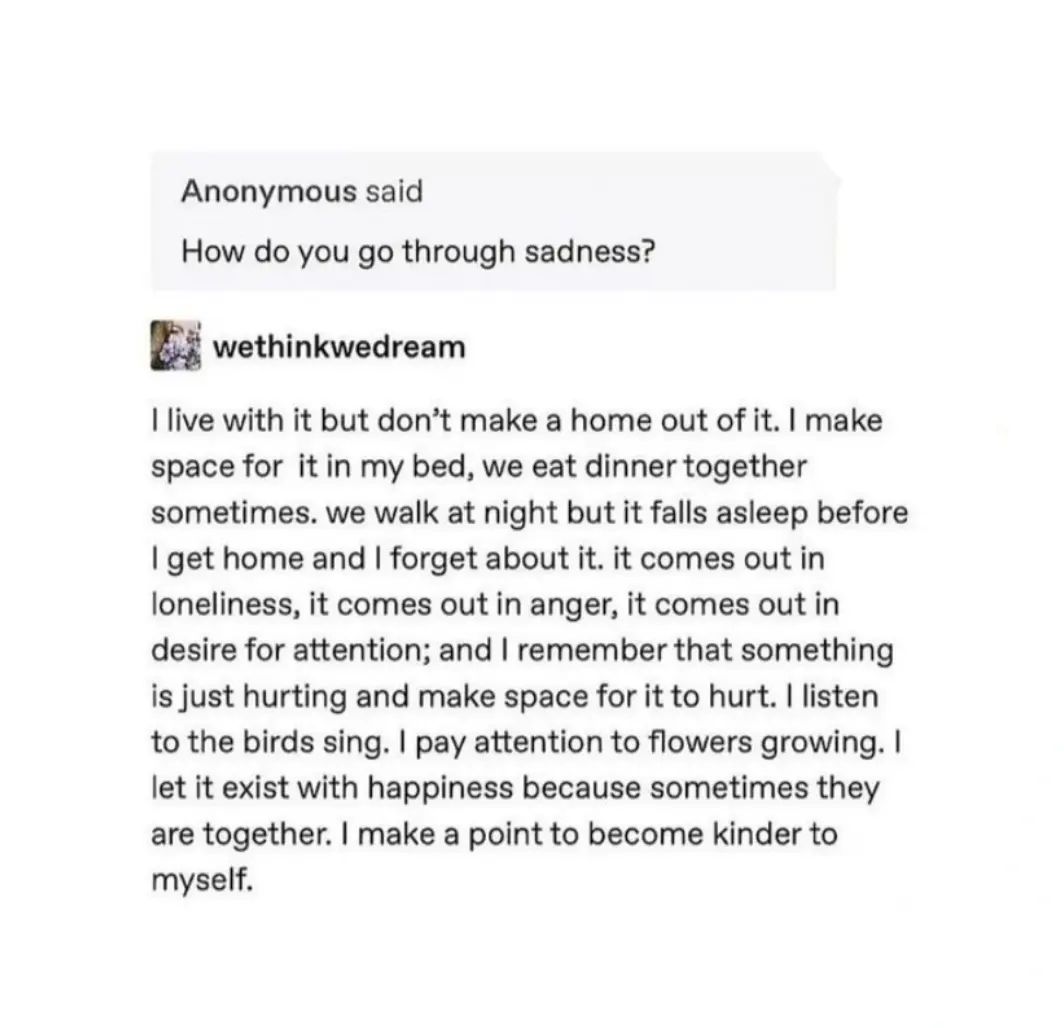 Anonymous said
How do you go through sadness?
wethinkwedream
I live with it but don’t make a home out of it. I make
space for  it in my bed, we eat dinner together
sometimes. we walk at night but it falls asleep before
I get home and I forget about it. it comes out in
loneliness, it comes out in anger, it comes out in
desire for attention; and I remember that something
is just hurting and make space for it to hurt. I listen
to the birds sing. I pay attention to flowers growing. I
let it exist with happiness because sometimes they
are together. I make a point to become kinder to
myself.